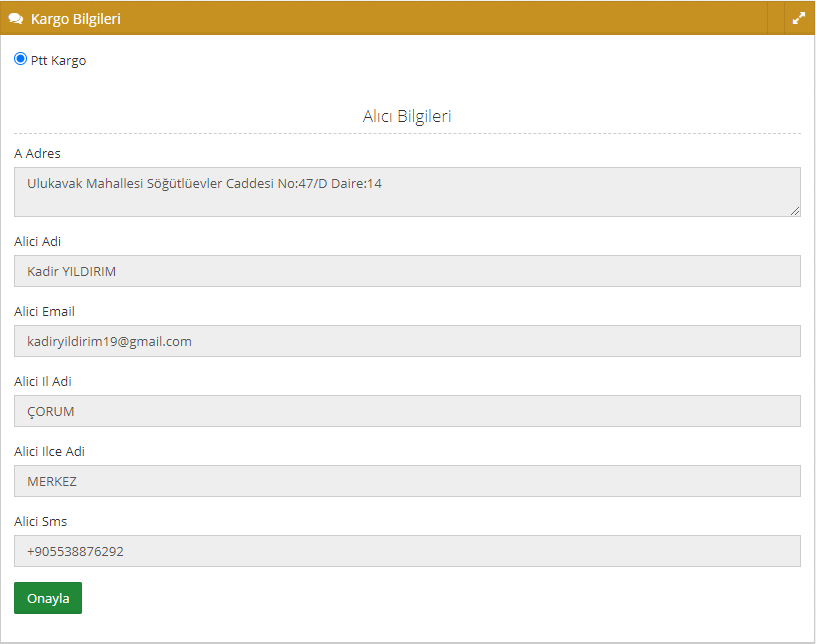 Kargo Bilgileri
Ptt Kargo
Alıcı Bilgileri
A Adres
Ulukavak Mahallesi Söğütlüevler Caddesi No:47/D Daire:14
Alici Adi
Kadir YILDIRIM
Alici Email
kadiryildirim19@gmail.com
Alici Il Adi
ÇORUM
Alici Ilce Adi
MERKEZ
Alici Sms
+905538876292
Onayla